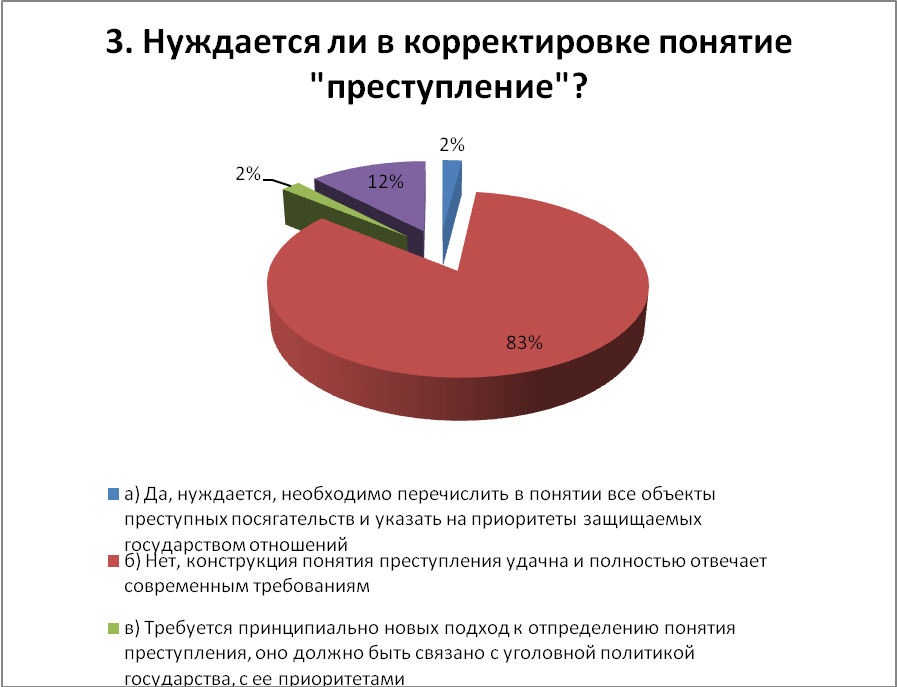 3. Нуждается ли в корректировке понятие
"преступление"?
2%
2%
12%
83%
а) Да, нуждается, необходимо перечислить в понятии все объекты
преступных посягательств и указать на приоритеты защищаемых
государством отношений
б) Нет, конструкция понятия преступления удачна и полностью отвечает
современным требованиям
в) Требуется принципиально новых подход к отпределению понятия
преступления, оно должно быть связано с уголовной политикой
государства, с ее приоритетами